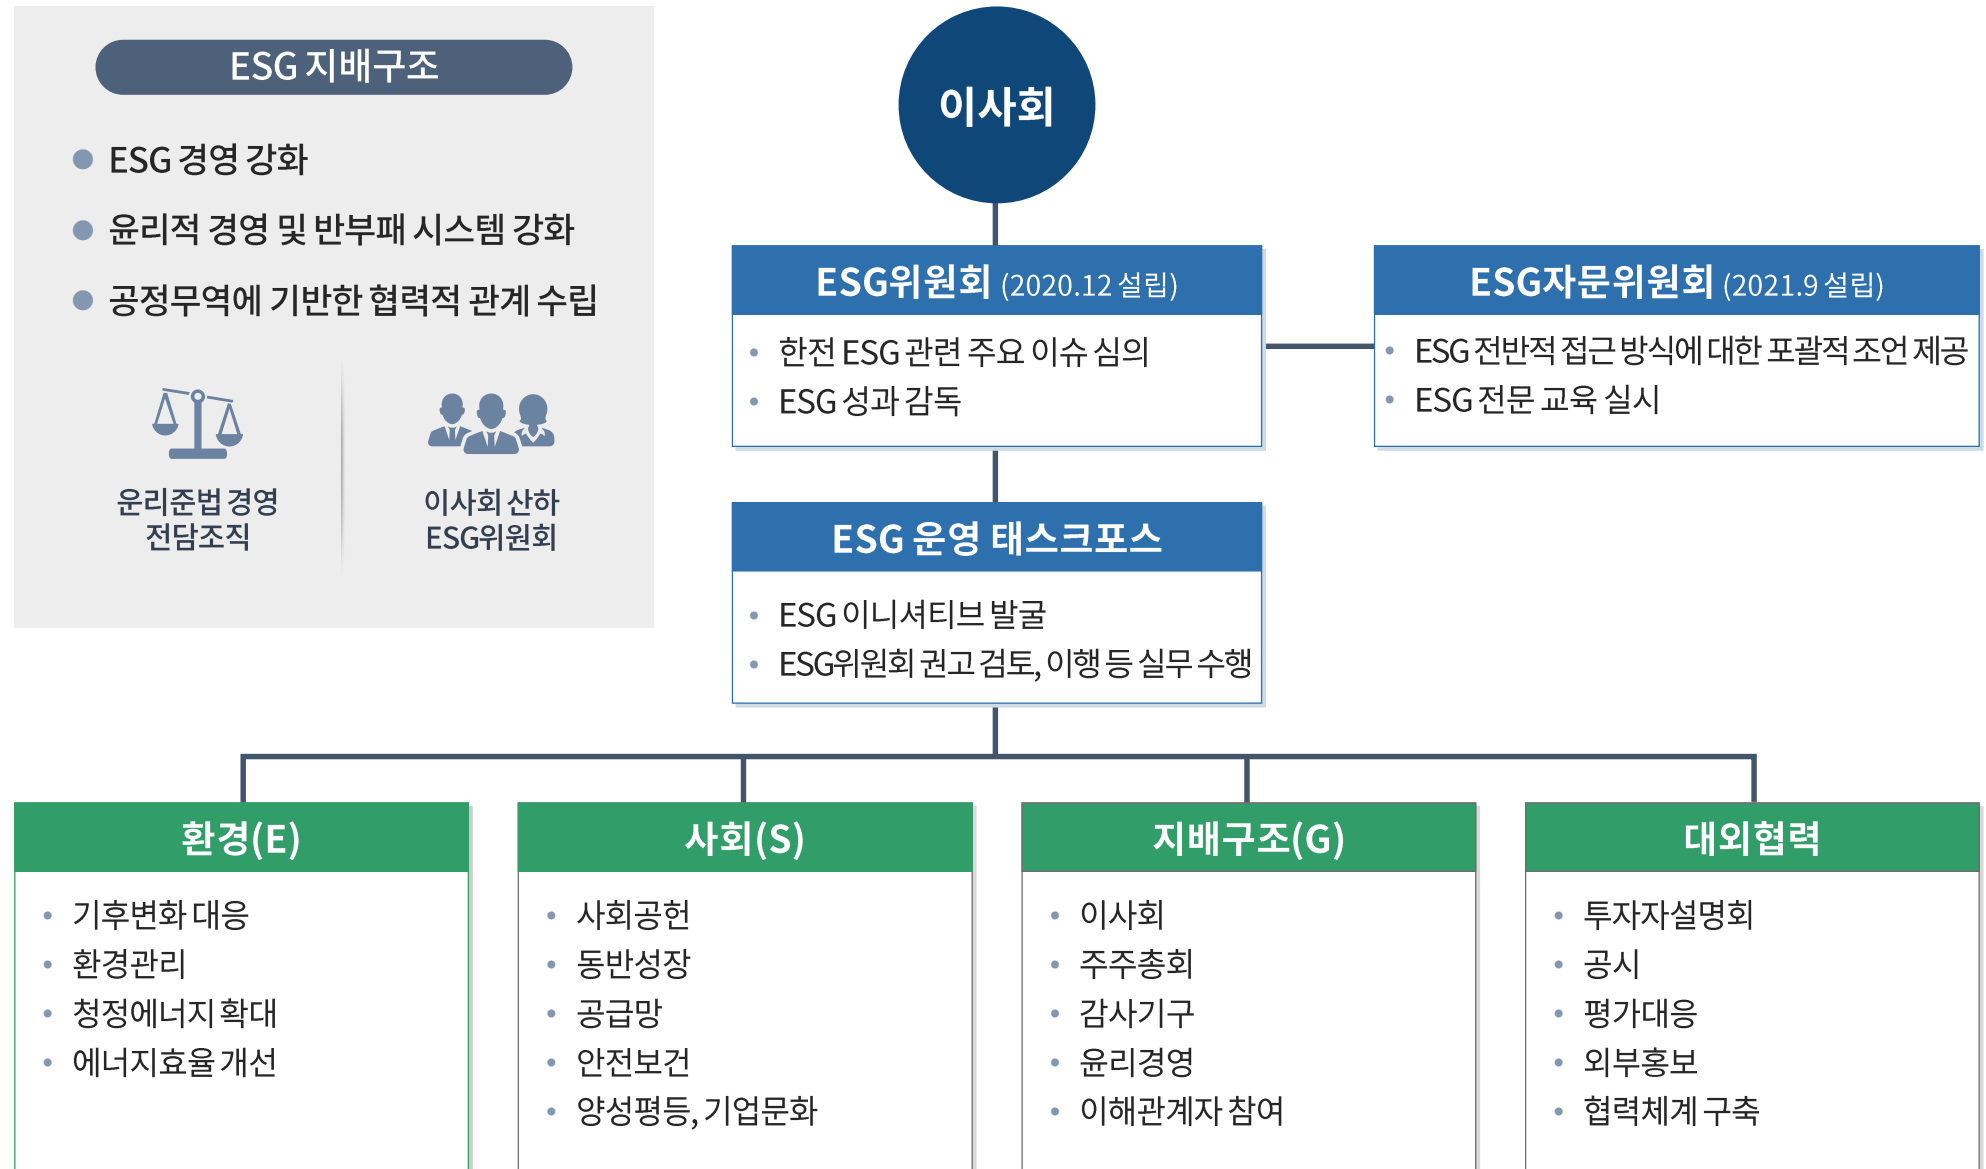 ESG 지배구조
ESG 경영 강화
윤리적 경영 및 반부패 시스템 강화
공정무역에 기반한 협력적 관계 수립
운리준법 경영
전담조직
이사회 산하
ESG위원회
이사회
ESG위원회 (2020.12 설립)
한전 ESG 관련 주요 이슈 심의
ESG 성과 감독
ESG자문위원회 (2021.9 설립)
ESG 전반적 접근 방식에 대한 포괄적 조언 제공
ESG 전문 교육 실시
ESG 운영 태스크포스
ESG 이니셔티브 발굴
ESG위원회 권고 검토, 이행 등 실무 수행
환경(E)
기후변화 대응
환경관리
청정에너지 확대
에너지효율 개선
사회(S)
사회공헌
동반성장
공급망
안전보건
양성평등, 기업문화
지배구조(G)
이사회
주주총회
감사기구
윤리경영
이해관계자 참여
대외협력
투자자설명회
공시
평가대응
외부홍보
협력체계 구축